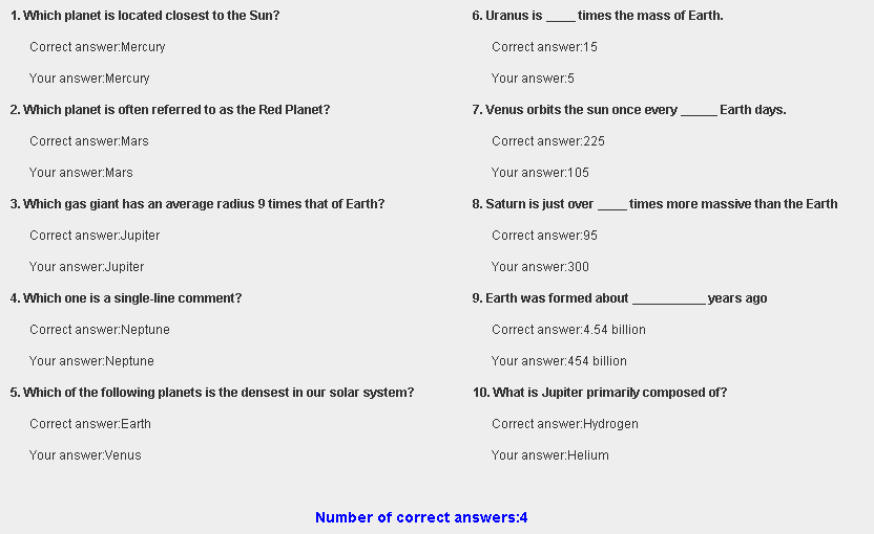 1. Which planet is located closest to the Sun?
Correct answer:Mercury
Your answer:Mercury
2. Which planet is often referred to as the Red Planet?
Correct answer:Mars
Your answer:Mars
3. Which gas giant has an average radius 9 times that of Earth?
Correct answer:Jupiter
Your answer:Jupiter
4. Which one is a single-line comment?
Correct answer:Neptune
Your answer:Neptune
5. Which of the following planets is the densest in our solar system?
Correct answer:Earth
Your answer:Venus
6. Uranus is ____ times the mass of Earth.
Correct answer:15
Your answer:5
7. Venus orbits the sun once every _____ Earth days.
Correct answer:225
Your answer:105
8. Saturn is just over ____ times more massive than the Earth
Correct answer:95
Your answer:300
9. Earth was formed about __________ years ago
Correct answer:4.54 billion
Your answer:454 billion
10. What is Jupiter primarily composed of?
Correct answer:Hydrogen
Your answer:Helium
Number of correct answers:4